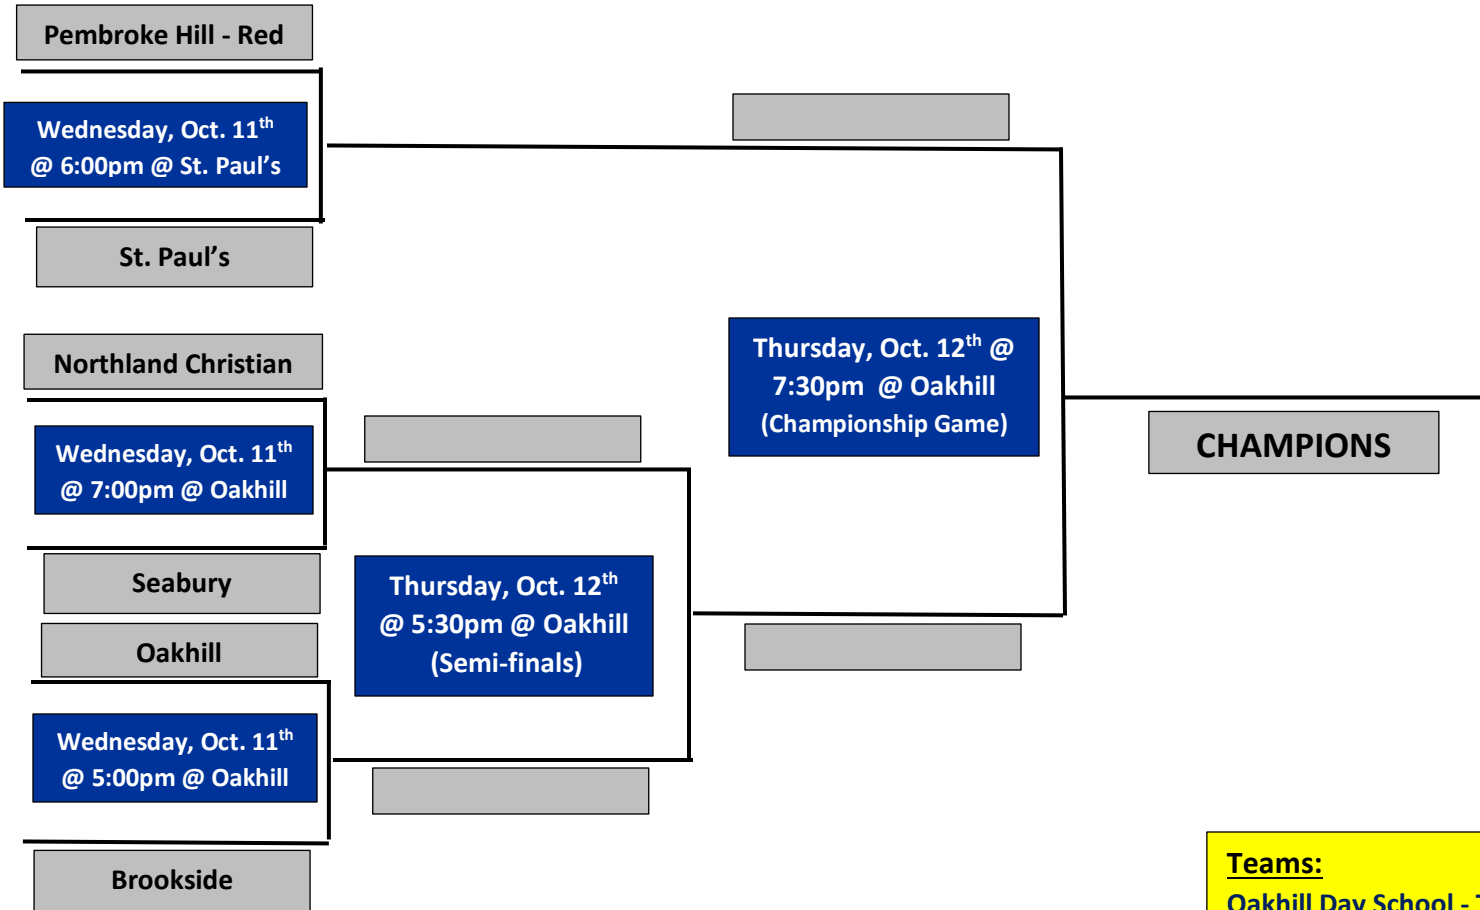 Pembroke Hill - Red
Wednesday, Oct. 11th
@ 6:00pm @ St. Paul’s
St. Paul’s
Northland Christian
Wednesday, Oct. 11th
@ 7:00pm @ Oakhill
Seabury
Oakhill
Wednesday, Oct. 11th
@ 5:00pm @ Oakhill
Brookside
Thursday, Oct. 12th
@ 5:30pm @ Oakhill
(Semi-finals)
Thursday, Oct. 12th @
7:30pm @ Oakhill
(Championship Game)
CHAMPIONS
Teams:
Oakhill Day School -